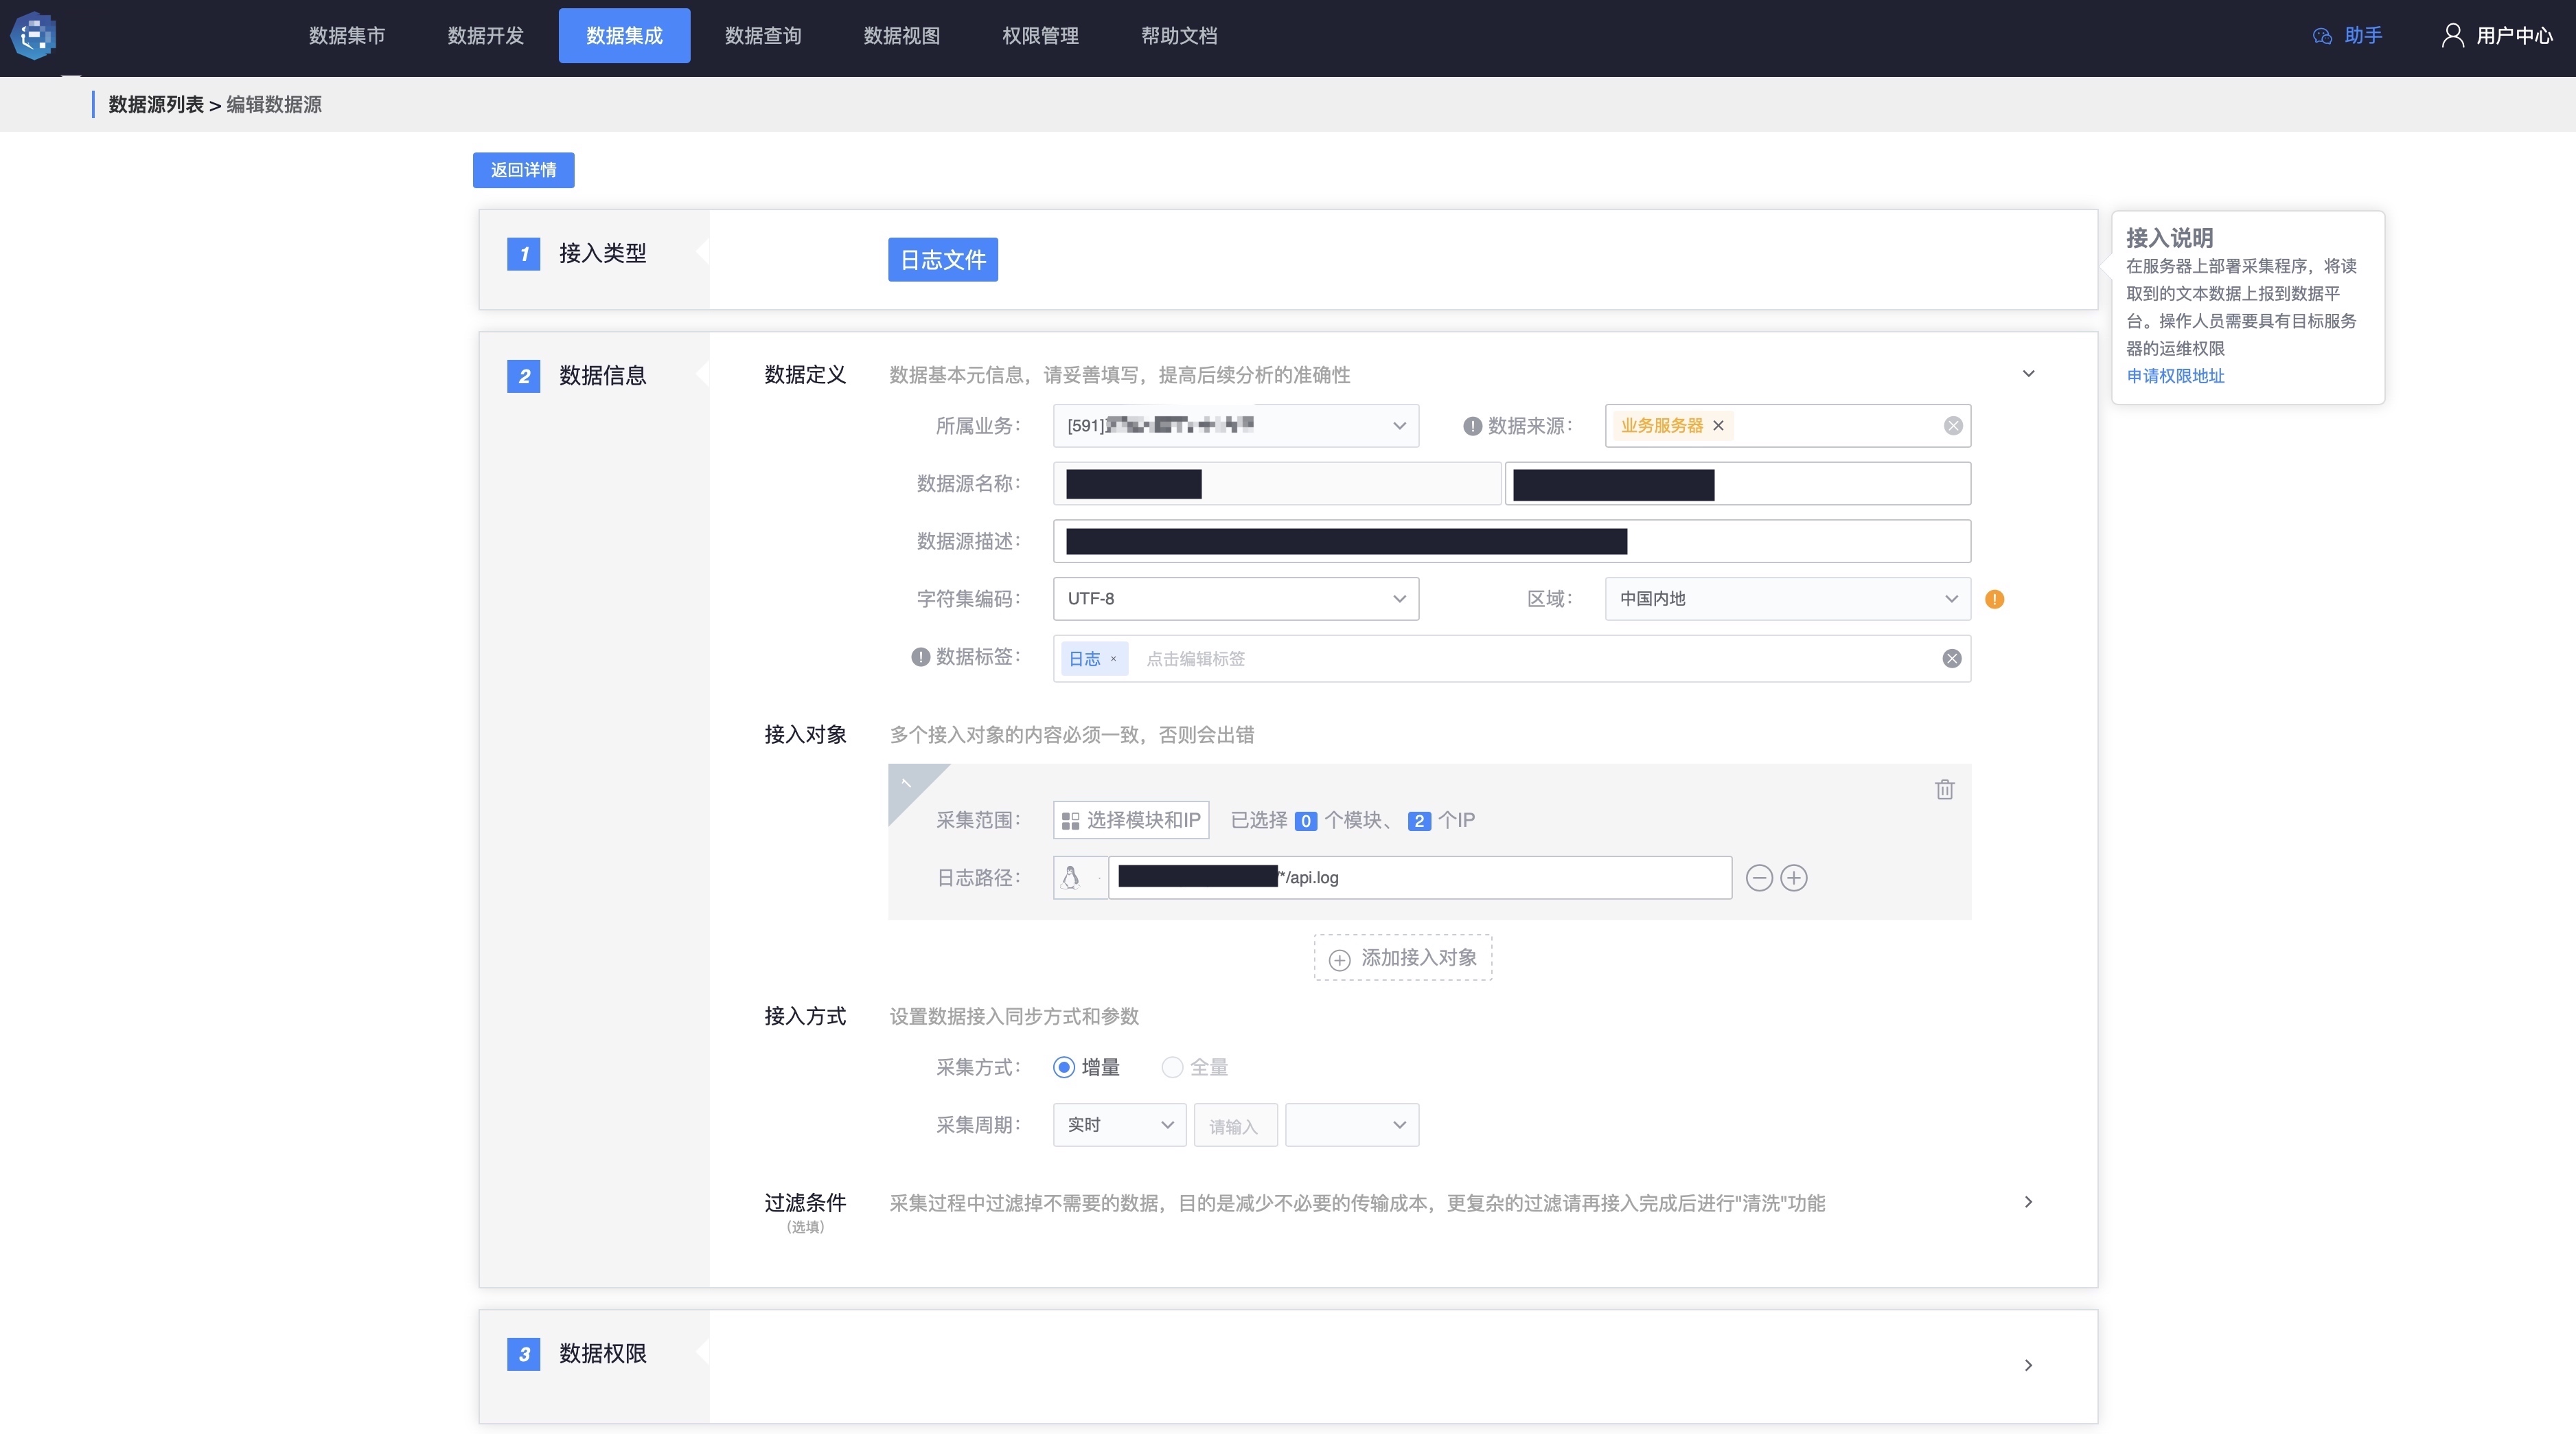 数据集市 数据开发 数据集成 数据查询 数据视图 权限管理 帮助文档 助手 用户中心
数据源列表 > 编辑数据源
返回详情
1 接入类型
日志文件
接入说明
在服务器上部署采集程序，将读
取到的文本数据上报到数据平
台。操作人员需要具有目标服务
器的运维权限
申请权限地址
2 数据信息
数据定义 数据基本元信息，请妥善填写，提高后续分析的准确性
所属业务： [591] 数据来源： 业务服务器
数据源名称：
数据源描述：
字符集编码： UTF-8 区域： 中国内地
数据标签： 日志 × 点击编辑标签
接入对象 多个接入对象的内容必须一致，否则会出错
1
采集范围： 选择模块和IP 已选择 0 个模块、 2 个IP
日志路径： /*/api.log
添加接入对象
接入方式 设置数据接入同步方式和参数
采集方式： 增量 全量
采集周期： 实时 请输入
过滤条件 采集过程中过滤掉不需要的数据，目的是减少不必要的传输成本，更复杂的过滤请再接入完成后进行"清洗"功能
（选填）
3 数据权限